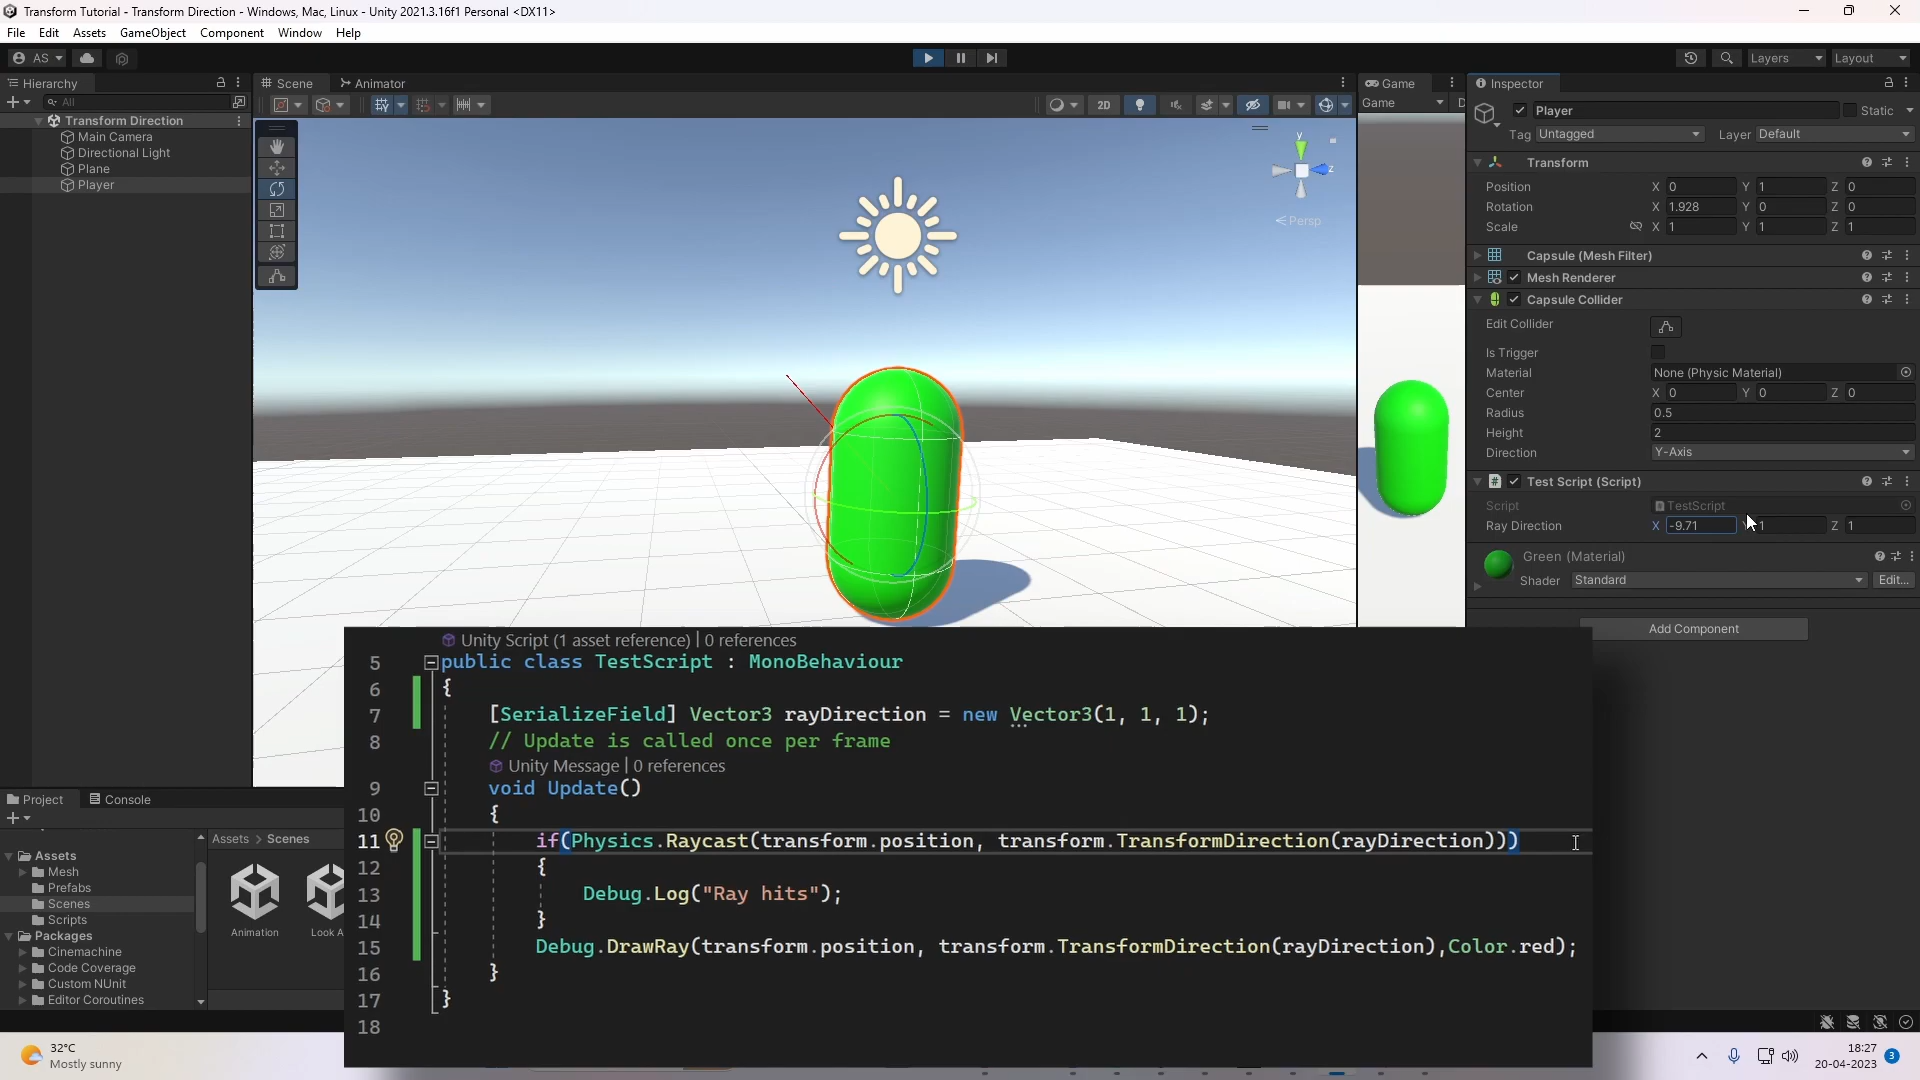 Transform Tutorial - Transform Direction - Windows, Mac, Linux - Unity 2021.3.16f1 Personal <DX11>
File Edit Assets GameObject Component Window Help
AS
Layers
Layout
Hierarchy
Scene
Animator
Game
Inspector
All
2D
Game
D
Player
Static
Transform Direction
Main Camera
Directional Light
Plane
Player
y
z
Persp
Tag Untagged Layer Default
Transform
Position X 0 Y 1 Z 0
Rotation X 1.928 Y 0 Z 0
Scale X 1 Y 1 Z 1
Capsule (Mesh Filter)
Mesh Renderer
Capsule Collider
Edit Collider
Is Trigger
Material None (Physic Material)
Center X 0 Y 0 Z 0
Radius 0.5
Height 2
Direction Y-Axis
Test Script (Script)
Script TestScript
Ray Direction X -9.71 Y 1 Z 1
Green (Material)
Shader Standard Edit...
Add Component
Project
Console
Assets > Scenes
Assets
Mesh
Prefabs
Scenes
Scripts
Packages
Cinemachine
Code Coverage
Custom NUnit
Editor Coroutines
Animation
Look A
Unity Script (1 asset reference) | 0 references
5 public class TestScript : MonoBehaviour
6 {
7 [SerializeField] Vector3 rayDirection = new Vector3(1, 1, 1);
8 // Update is called once per frame
Unity Message | 0 references
9 void Update()
10 {
11 if(Physics.Raycast(transform.position, transform.TransformDirection(rayDirection)))
12 {
13 Debug.Log("Ray hits");
14 }
15 Debug.DrawRay(transform.position, transform.TransformDirection(rayDirection),Color.red);
16 }
17 }
18
32°C
Mostly sunny
18:27
20-04-2023
3